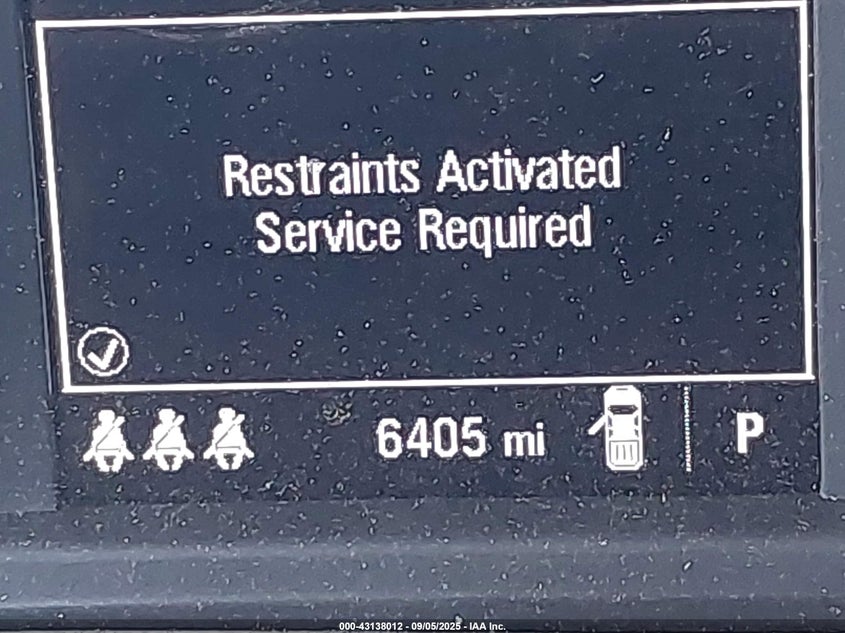 Restraints Activated
Service Required
6405 mi
P
000-43138012 - 09/05/2025 - IAA Inc.